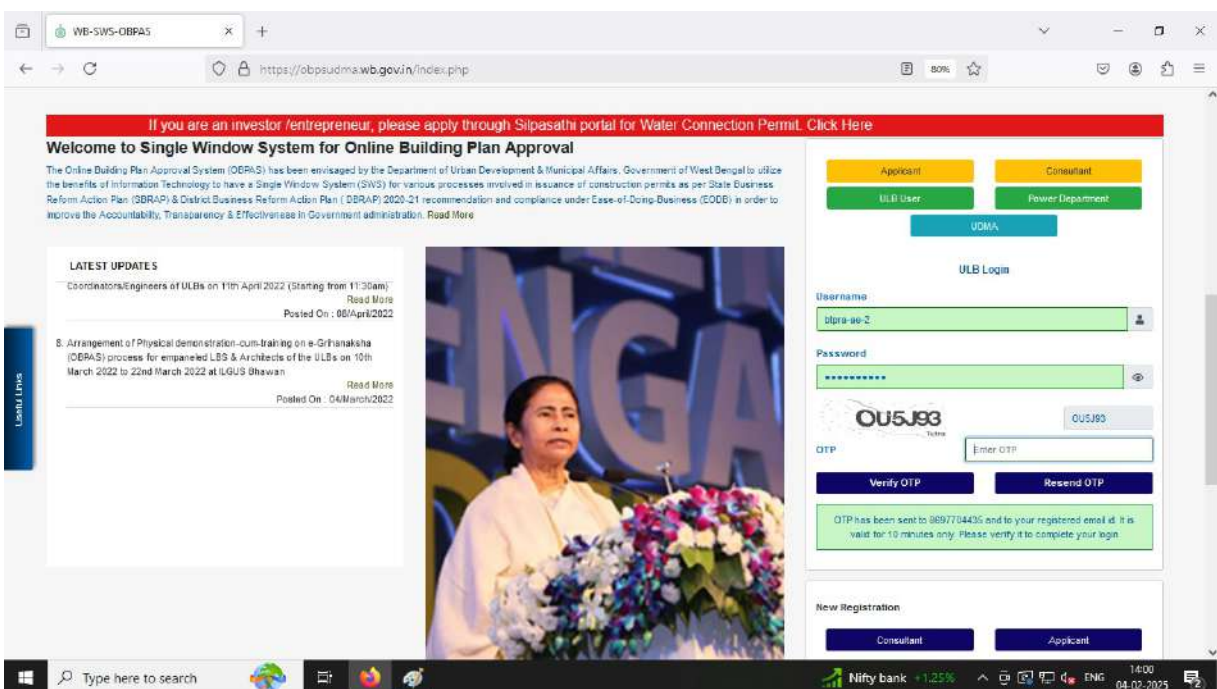 WB-SWS-OBPAS
https://obpsudma.wb.gov.in/index.php
80%
If you are an investor /entrepreneur, please apply through Silpasathi portal for Water Connection Permit. Click Here
Welcome to Single Window System for Online Building Plan Approval
The Online Building Plan Approval System (OBPAS) has been envisaged by the Department of Urban Development & Municipal Affairs, Government of West Bengal to utilize
the benefits of Information Technology to have a Single Window System (SWS) for various processes involved in issuance of construction permits as per State Business
Reform Action Plan (SBRAP) & District Business Reform Action Plan ( DBRAP) 2020-21 recommendation and compliance under Ease-of-Doing-Business (EODB) in order to
improve the Accountability, Transparency & Effectiveness in Government administration. Read More
LATEST UPDATES
Coordinators/Engineers of ULBs on 11th April 2022 (Starting from 11:30am)
Read More
Posted On : 08/April/2022
8. Arrangement of Physical demonstration-cum-training on e-Grihanaksha
(OBPAS) process for empaneled LBS & Architects of the ULBs on 10th
March 2022 to 22nd March 2022 at ILGUS Bhawan
Read More
Posted On : 04/March/2022
Useful Links
ENGA
Applicant
Consultant
ULB User
Power Department
UDMA
ULB Login
Username
btpra-ae-2
Password
OU5J93
OU5J93
OTP
Enter OTP
Verify OTP
Resend OTP
OTP has been sent to 8697704435 and to your registered email id. It is
valid for 10 minutes only. Please verify it to complete your login
New Registration
Consultant
Applicant
Type here to search
Nifty bank +1.25%
ENG
14:00
04-02-2025